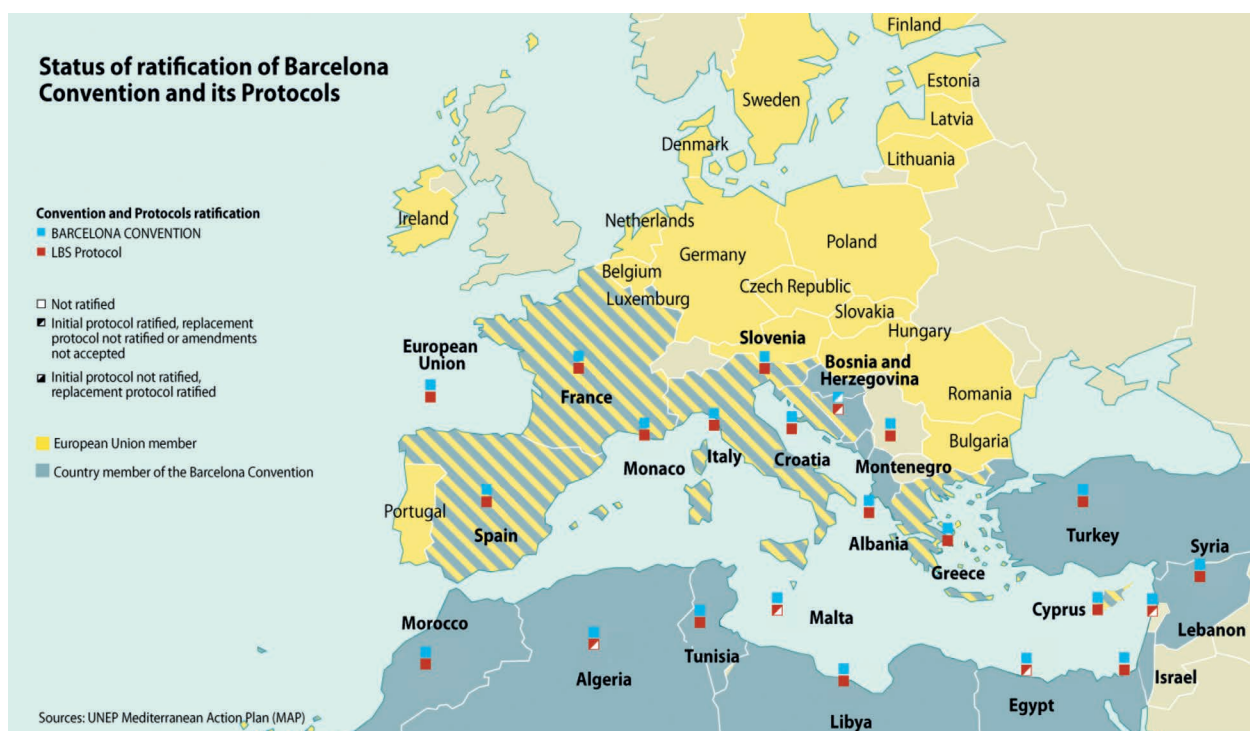 Status of ratification of Barcelona
Convention and its Protocols
Convention and Protocols ratification
BARCELONA CONVENTION
LBS Protocol
Not ratified
Initial protocol ratified, replacement
protocol not ratified or amendments
not accepted
Initial protocol not ratified,
replacement protocol ratified
European Union member
Country member of the Barcelona Convention
Finland
Sweden
Estonia
Latvia
Lithuania
Denmark
Ireland
Netherlands
Germany
Poland
Belgium
Luxemburg
Czech Republic
Slovakia
Hungary
Slovenia
European
Union
Bosnia and
Herzegovina
France
Romania
Bulgaria
Monaco
Italy
Croatia
Montenegro
Portugal
Spain
Albania
Greece
Turkey
Syria
Cyprus
Lebanon
Malta
Morocco
Tunisia
Algeria
Israel
Egypt
Libya
Sources: UNEP Mediterranean Action Plan (MAP)